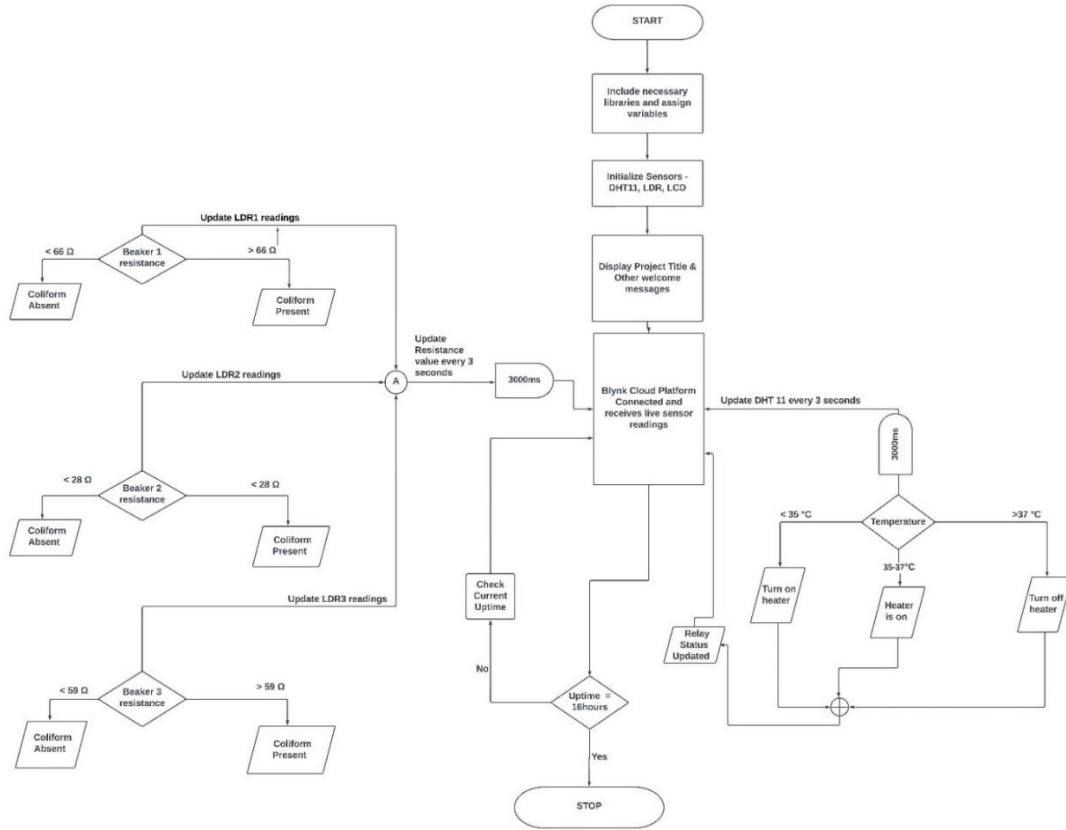 START
Include necessary
libraries and assign
variables
Initialize Sensors -
DHT11, LDR, LCD
Display Project Title &
Other welcome
messages
Blynk Cloud Platform
Connected and
receives live sensor
readings
Update LDR1 readings
< 66 Ω
Beaker 1
resistance
> 66 Ω
Coliform
Absent
Coliform
Present
Update
Resistance
value every 3
seconds
Update LDR2 readings
A
3000ms
< 28 Ω
Beaker 2
resistance
< 28 Ω
Coliform
Absent
Coliform
Present
Update LDR3 readings
< 59 Ω
Beaker 3
resistance
> 59 Ω
Coliform
Absent
Coliform
Present
Update DHT 11 every 3 seconds
3000ms
< 35 °C
Temperature
>37 °C
35-37°C
Turn on
heater
Heater
is on
Turn off
heater
Relay
Status
Updated
Check
Current
Uptime
No
Uptime =
16hours
Yes
STOP